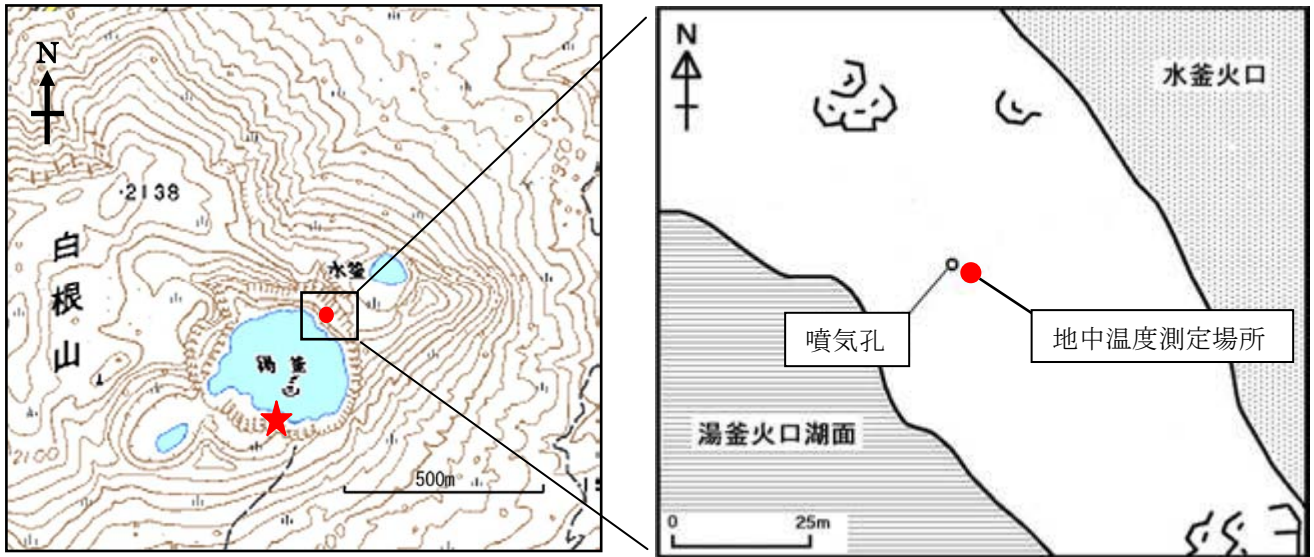 N
・2138
白根山
水釜
湯釜
2100
500m
N
水釜火口
噴気孔
地中温度測定場所
湯釜火口湖面
0 25m